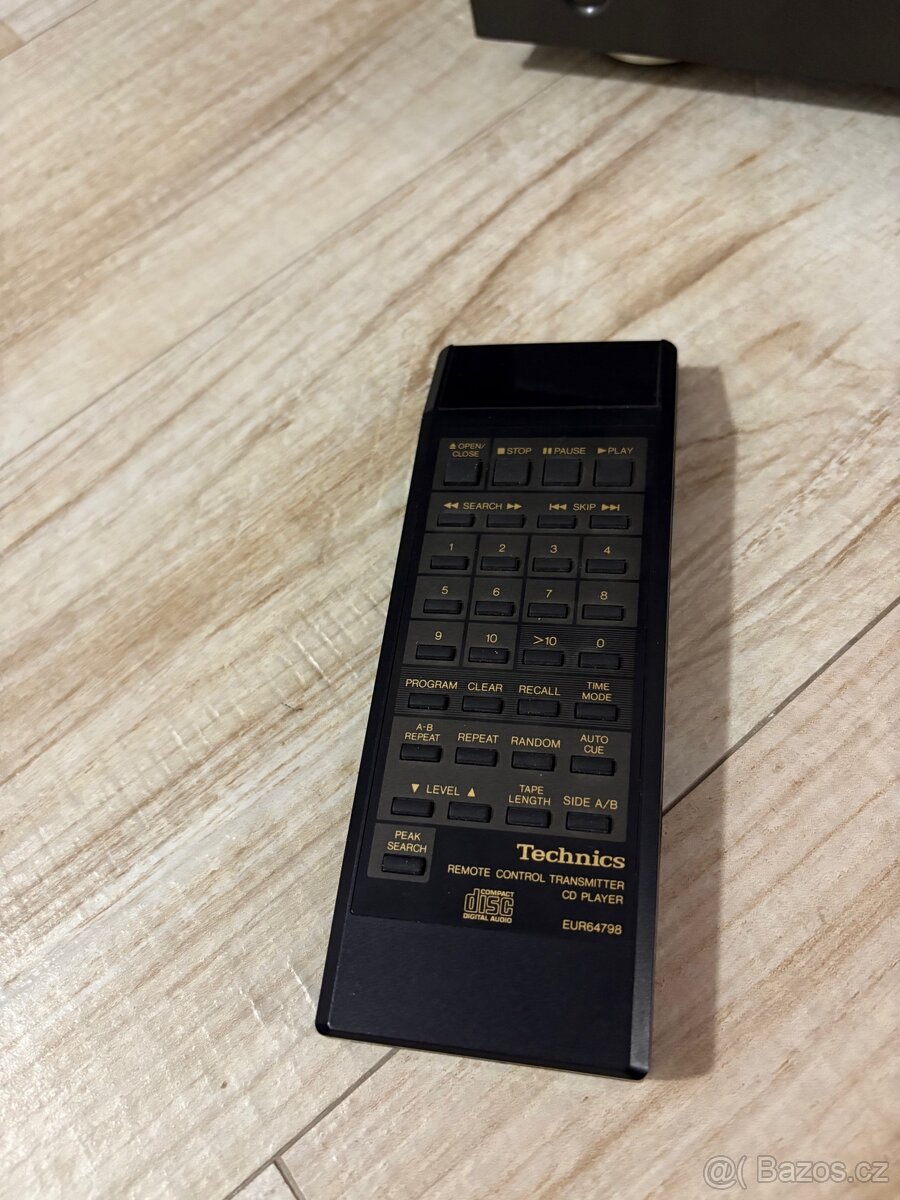 ⏏ OPEN/
CLOSE
■ STOP
▮▮ PAUSE
▶ PLAY
◀◀ SEARCH ▶▶
|◀◀ SKIP ▶▶|
1 2 3 4
5 6 7 8
9 10 >10 0
PROGRAM CLEAR RECALL
TIME
MODE
A-B
REPEAT
REPEAT RANDOM
AUTO
CUE
▼ LEVEL ▲
TAPE
LENGTH
SIDE A/B
PEAK
SEARCH
Technics
REMOTE CONTROL TRANSMITTER
CD PLAYER
COMPACT
disc
DIGITAL AUDIO
EUR64798
@( Bazos.cz